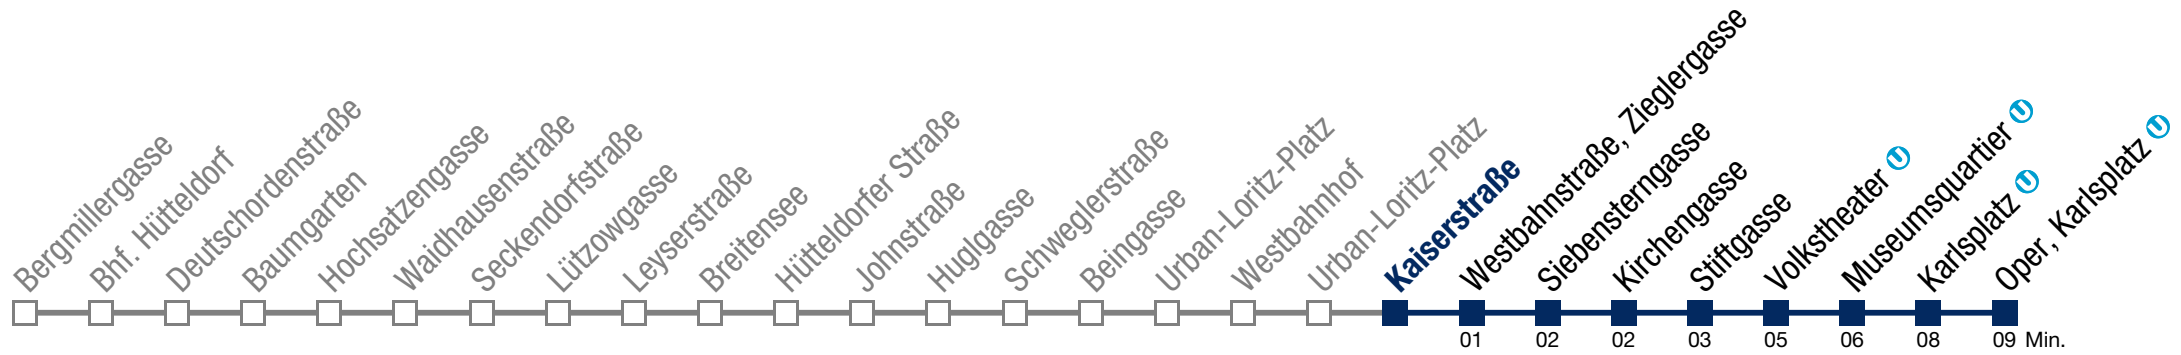 Bergmillergasse
Bhf. Hütteldorf
Deutschordenstraße
Baumgarten
Hochsatzengasse
Waidhausenstraße
Seckendorfstraße
Lützowgasse
Leyserstraße
Breitensee
Hütteldorfer Straße
Johnstraße
Huglgasse
Schweglerstraße
Beingasse
Urban-Loritz-Platz
Westbahnhof
Urban-Loritz-Platz
Kaiserstraße
Westbahnstraße, Zieglergasse
Siebensterngasse
Kirchengasse
Stiftgasse
Volkstheater U
Museumsquartier U
Karlsplatz U
Oper, Karlsplatz U
01 02 02 03 05 06 08 09 Min.